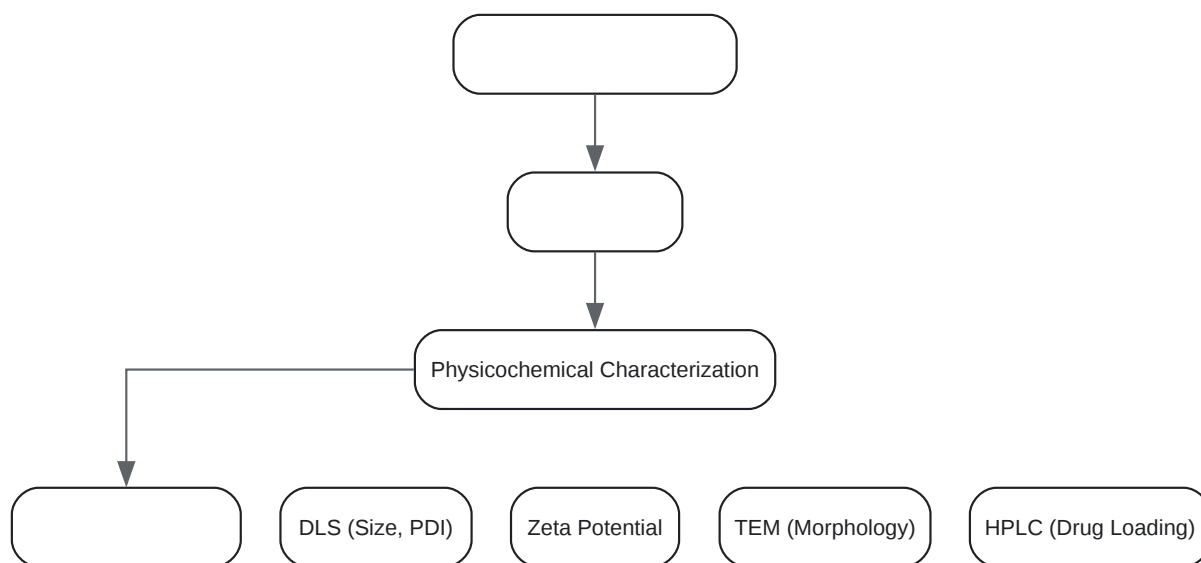 Physicochemical Characterization
DLS (Size, PDI)
Zeta Potential
TEM (Morphology)
HPLC (Drug Loading)